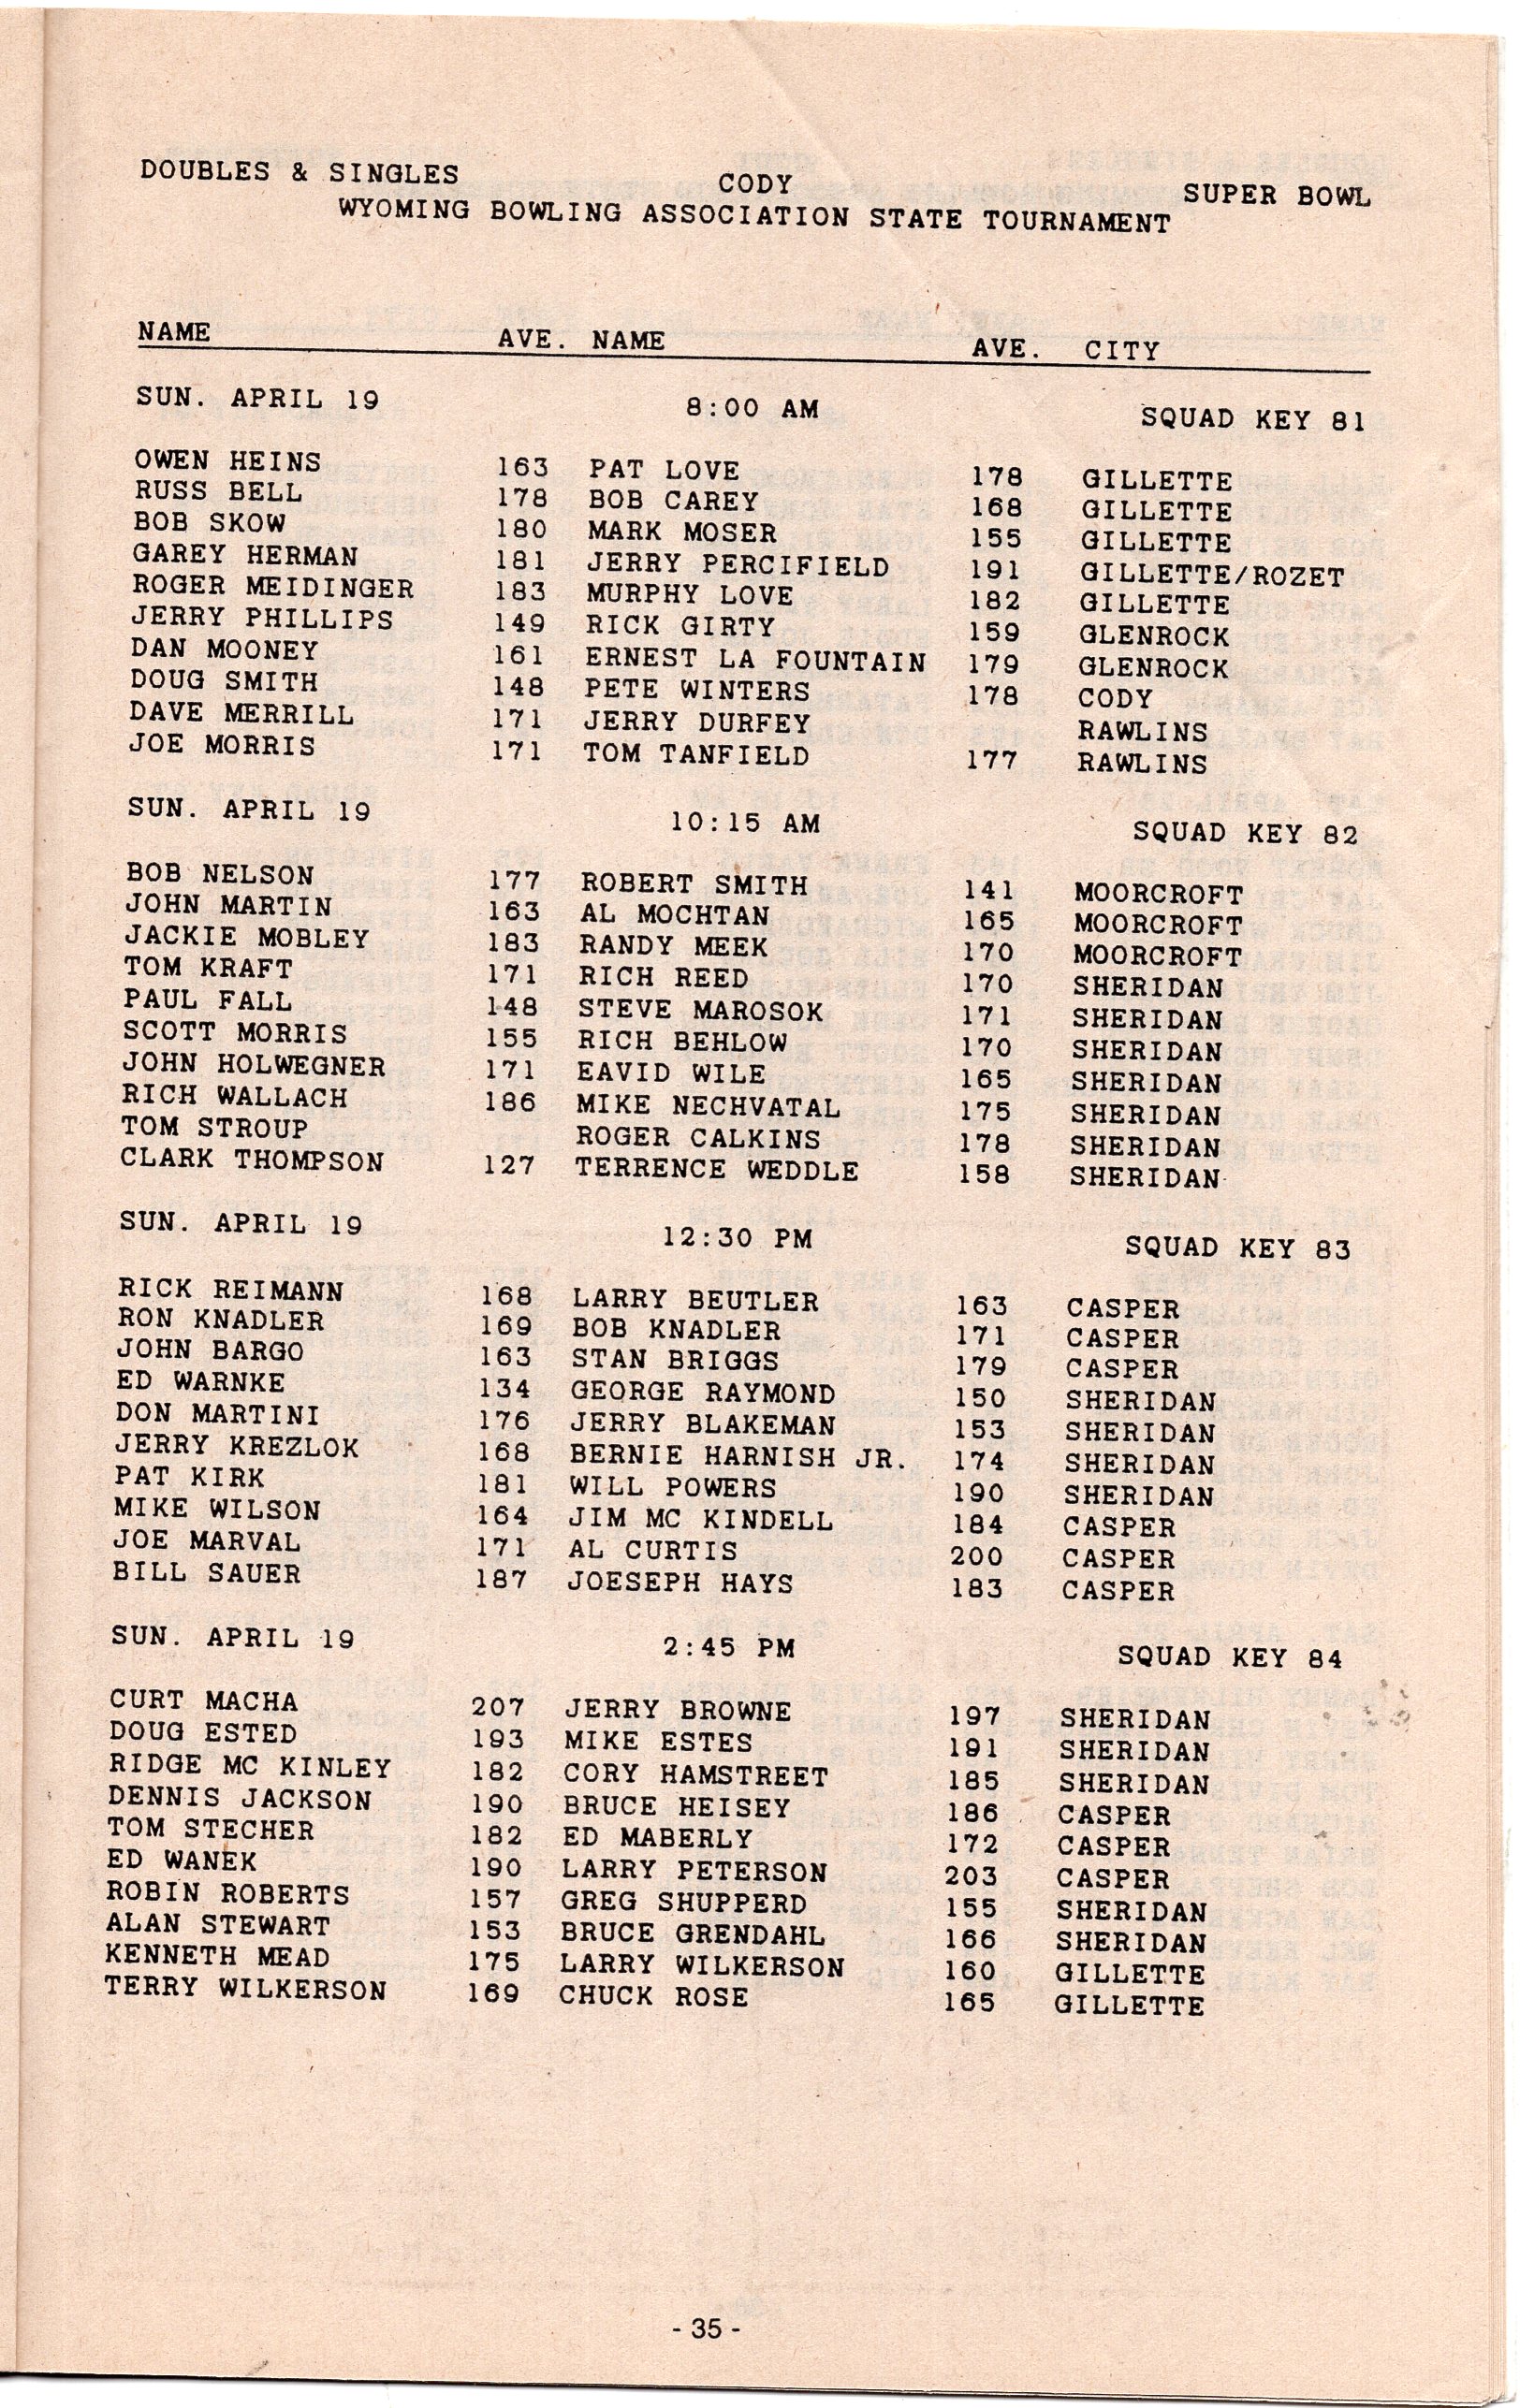 DOUBLES & SINGLES CODY SUPER BOWL
WYOMING BOWLING ASSOCIATION STATE TOURNAMENT
NAME AVE. NAME AVE. CITY
SUN. APRIL 19 8:00 AM SQUAD KEY 81
OWEN HEINS 163 PAT LOVE 178 GILLETTE
RUSS BELL 178 BOB CAREY 168 GILLETTE
BOB SKOW 180 MARK MOSER 155 GILLETTE
GAREY HERMAN 181 JERRY PERCIFIELD 191 GILLETTE/ROZET
ROGER MEIDINGER 183 MURPHY LOVE 182 GILLETTE
JERRY PHILLIPS 149 RICK GIRTY 159 GLENROCK
DAN MOONEY 161 ERNEST LA FOUNTAIN 179 GLENROCK
DOUG SMITH 148 PETE WINTERS 178 CODY
DAVE MERRILL 171 JERRY DURFEY RAWLINS
JOE MORRIS 171 TOM TANFIELD 177 RAWLINS
SUN. APRIL 19 10:15 AM SQUAD KEY 82
BOB NELSON 177 ROBERT SMITH 141 MOORCROFT
JOHN MARTIN 163 AL MOCHTAN 165 MOORCROFT
JACKIE MOBLEY 183 RANDY MEEK 170 MOORCROFT
TOM KRAFT 171 RICH REED 170 SHERIDAN
PAUL FALL 148 STEVE MAROSOK 171 SHERIDAN
SCOTT MORRIS 155 RICH BEHLOW 170 SHERIDAN
JOHN HOLWEGNER 171 EAVID WILE 165 SHERIDAN
RICH WALLACH 186 MIKE NECHVATAL 175 SHERIDAN
TOM STROUP ROGER CALKINS 178 SHERIDAN
CLARK THOMPSON 127 TERRENCE WEDDLE 158 SHERIDAN
SUN. APRIL 19 12:30 PM SQUAD KEY 83
RICK REIMANN 168 LARRY BEUTLER 163 CASPER
RON KNADLER 169 BOB KNADLER 171 CASPER
JOHN BARGO 163 STAN BRIGGS 179 CASPER
ED WARNKE 134 GEORGE RAYMOND 150 SHERIDAN
DON MARTINI 176 JERRY BLAKEMAN 153 SHERIDAN
JERRY KREZLOK 168 BERNIE HARNISH JR. 174 SHERIDAN
PAT KIRK 181 WILL POWERS 190 SHERIDAN
MIKE WILSON 164 JIM MC KINDELL 184 CASPER
JOE MARVAL 171 AL CURTIS 200 CASPER
BILL SAUER 187 JOESEPH HAYS 183 CASPER
SUN. APRIL 19 2:45 PM SQUAD KEY 84
CURT MACHA 207 JERRY BROWNE 197 SHERIDAN
DOUG ESTED 193 MIKE ESTES 191 SHERIDAN
RIDGE MC KINLEY 182 CORY HAMSTREET 185 SHERIDAN
DENNIS JACKSON 190 BRUCE HEISEY 186 CASPER
TOM STECHER 182 ED MABERLY 172 CASPER
ED WANEK 190 LARRY PETERSON 203 CASPER
ROBIN ROBERTS 157 GREG SHUPPERD 155 SHERIDAN
ALAN STEWART 153 BRUCE GRENDAHL 166 SHERIDAN
KENNETH MEAD 175 LARRY WILKERSON 160 GILLETTE
TERRY WILKERSON 169 CHUCK ROSE 165 GILLETTE
- 35 -